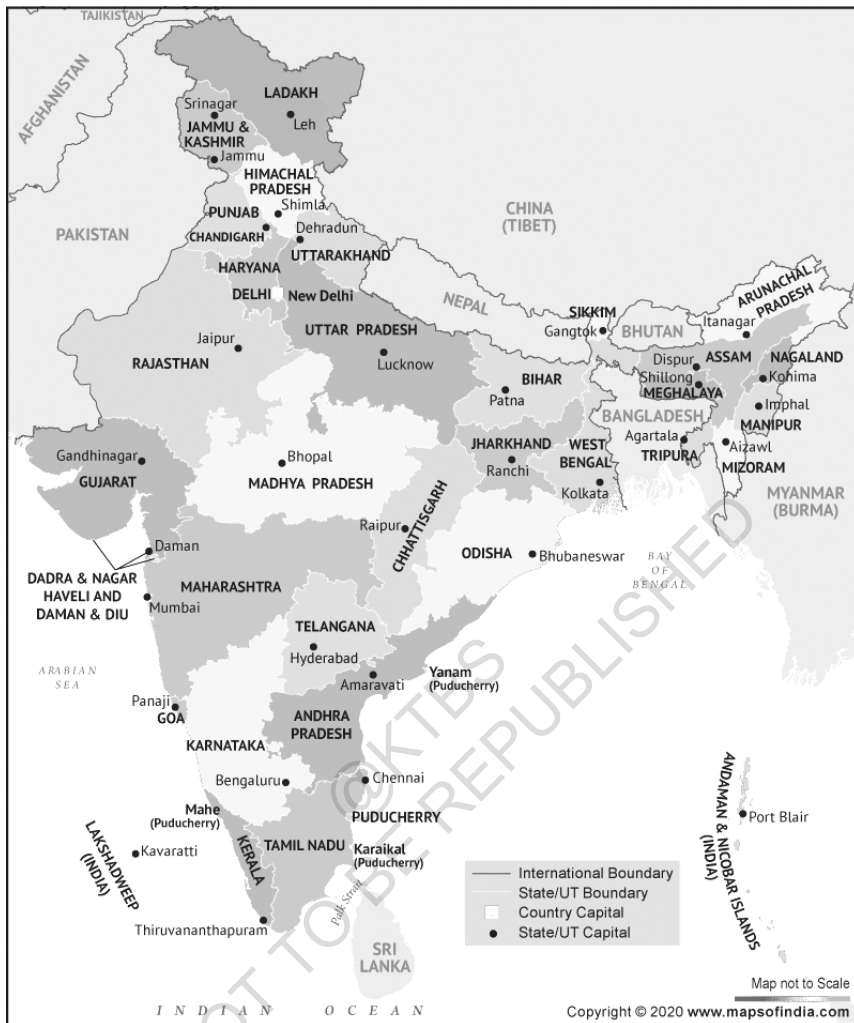 TAJIKISTAN
AFGHANISTAN
LADAKH
Srinagar
Leh
JAMMU &
KASHMIR
Jammu
HIMACHAL
PRADESH
Shimla
PUNJAB
CHANDIGARH
CHINA
(TIBET)
PAKISTAN
Dehradun
UTTARAKHAND
HARYANA
DELHI
New Delhi
NEPAL
SIKKIM
Gangtok
BHUTAN
ARUNACHAL
PRADESH
Itanagar
UTTAR PRADESH
Lucknow
Jaipur
RAJASTHAN
Dispur
ASSAM
NAGALAND
Shillong
Kohima
MEGHALAYA
BIHAR
Patna
Imphal
MANIPUR
BANGLADESH
Agartala
TRIPURA
Aizawl
MIZORAM
JHARKHAND
Ranchi
WEST
BENGAL
Kolkata
MYANMAR
(BURMA)
Gandhinagar
GUJARAT
Bhopal
MADHYA PRADESH
Raipur
CHHATTISGARH
ODISHA
Bhubaneswar
BAY
OF
BENGAL
Daman
DADRA & NAGAR
HAVELI AND
DAMAN & DIU
MAHARASHTRA
Mumbai
TELANGANA
Hyderabad
ARABIAN
SEA
Amaravati
Yanam
(Puducherry)
Panaji
GOA
ANDHRA
PRADESH
KARNATAKA
Bengaluru
Chennai
Mahe
(Puducherry)
PUDUCHERRY
LAKSHADWEEP
(INDIA)
Kavaratti
KERALA
TAMIL NADU
Karaikal
(Puducherry)
Thiruvananthapuram
Palk Strait
SRI
LANKA
ANDAMAN & NICOBAR ISLANDS
(INDIA)
Port Blair
International Boundary
State/UT Boundary
Country Capital
State/UT Capital
INDIAN OCEAN
Map not to Scale
Copyright © 2020 www.mapsofindia.com
@KTBS
NOT TO BE REPUBLISHED